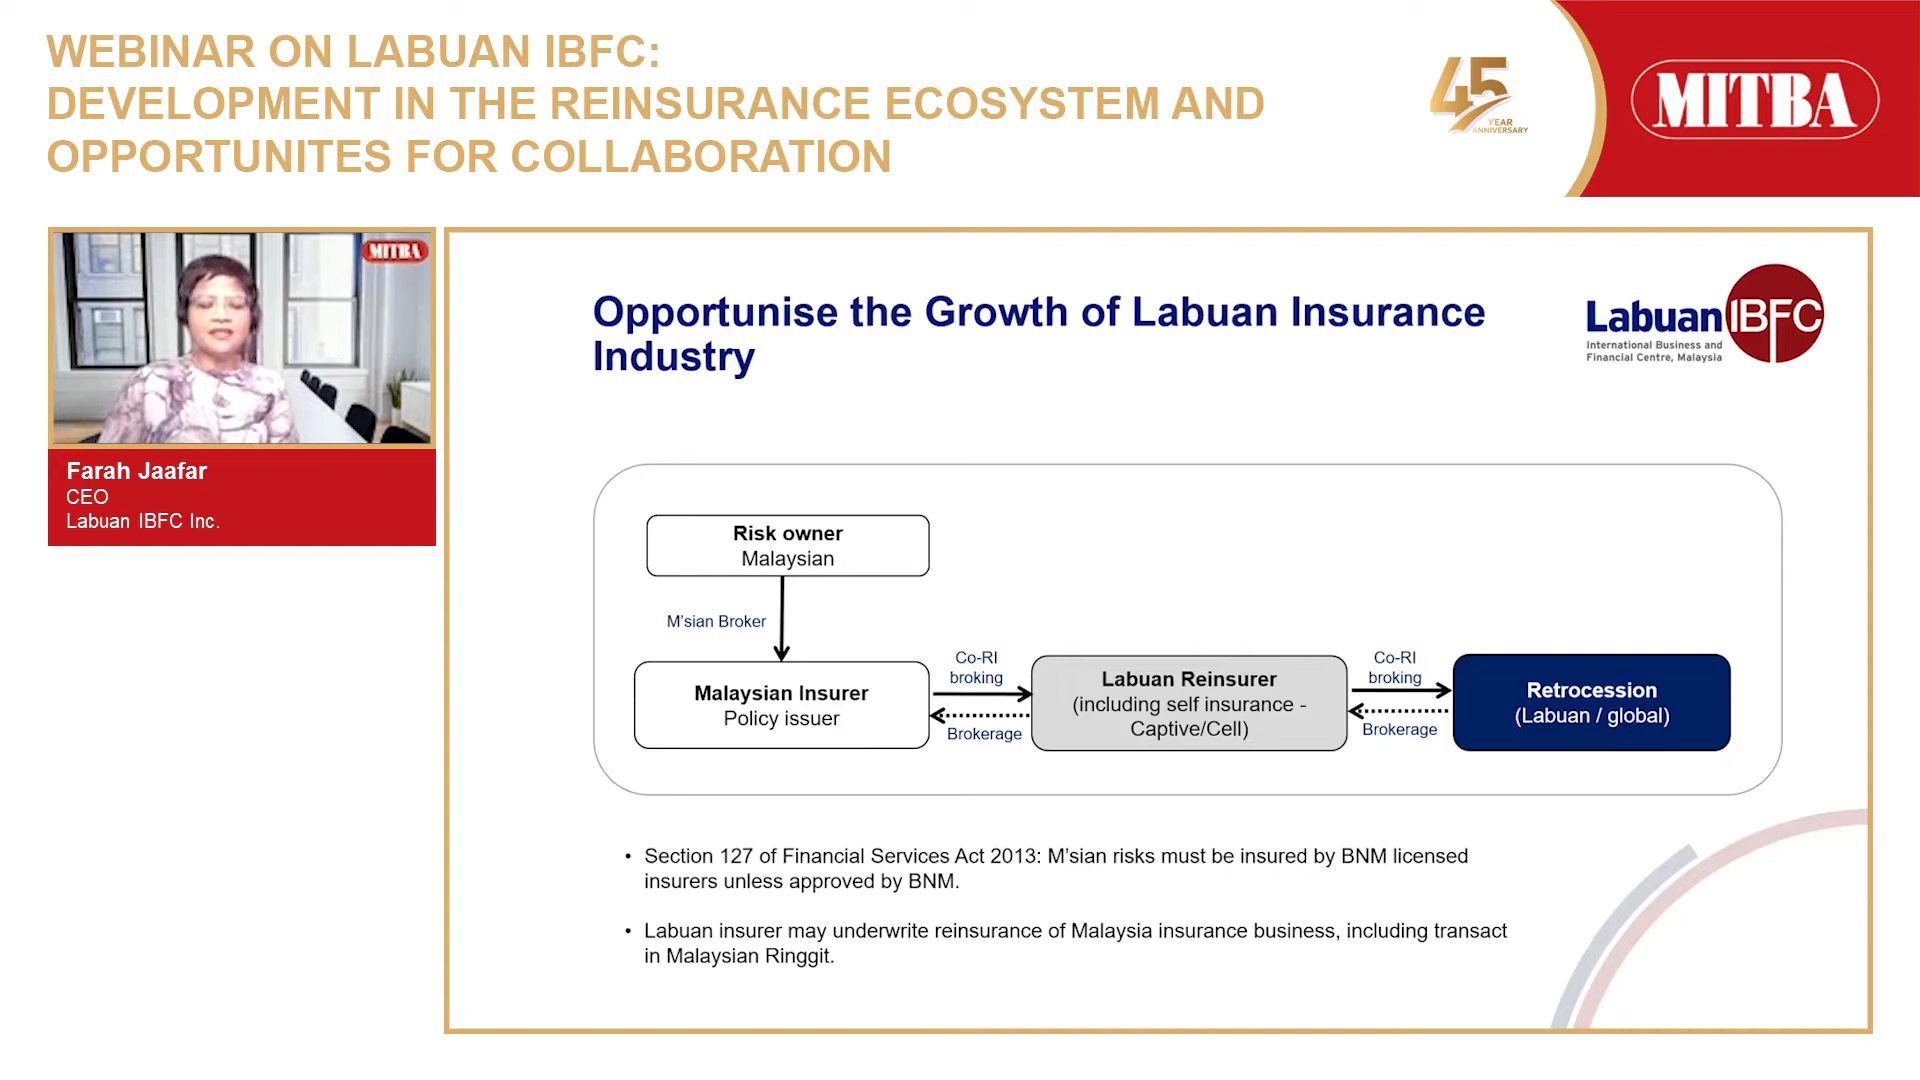 WEBINAR ON LABUAN IBFC:
DEVELOPMENT IN THE REINSURANCE ECOSYSTEM AND
OPPORTUNITES FOR COLLABORATION
45
YEAR
ANNIVERSARY
MITBA
MITBA
Farah Jaafar
CEO
Labuan IBFC Inc.
Opportunise the Growth of Labuan Insurance
Industry
Labuan IBFC
International Business and
Financial Centre, Malaysia
Risk owner
Malaysian
M'sian Broker
Malaysian Insurer
Policy issuer
Co-RI
broking
Brokerage
Labuan Reinsurer
(including self insurance -
Captive/Cell)
Co-RI
broking
Brokerage
Retrocession
(Labuan / global)
• Section 127 of Financial Services Act 2013: M'sian risks must be insured by BNM licensed
insurers unless approved by BNM.
• Labuan insurer may underwrite reinsurance of Malaysia insurance business, including transact
in Malaysian Ringgit.